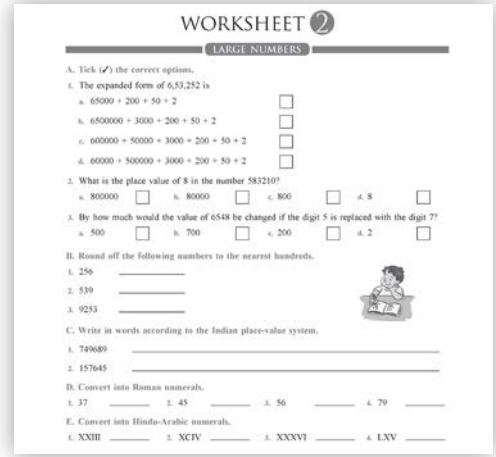 WORKSHEET 2
LARGE NUMBERS
A. Tick (✓) the correct options.
1. The expanded form of 6,53,252 is
a. 65000 + 200 + 50 + 2
b. 6500000 + 3000 + 200 + 50 + 2
c. 600000 + 50000 + 3000 + 200 + 50 + 2
d. 60000 + 500000 + 3000 + 200 + 50 + 2
2. What is the place value of 8 in the number 583210?
a. 800000 b. 80000 c. 800 d. 8
3. By how much would the value of 6548 be changed if the digit 5 is replaced with the digit 7?
a. 500 b. 700 c. 200 d. 2
B. Round off the following numbers to the nearest hundreds.
1. 256
2. 539
3. 9253
C. Write in words according to the Indian place-value system.
1. 749689
2. 157645
D. Convert into Roman numerals.
1. 37 2. 45 3. 56 4. 79
E. Convert into Hindu-Arabic numerals.
1. XXIII 2. XCIV 3. XXXVI 4. LXV